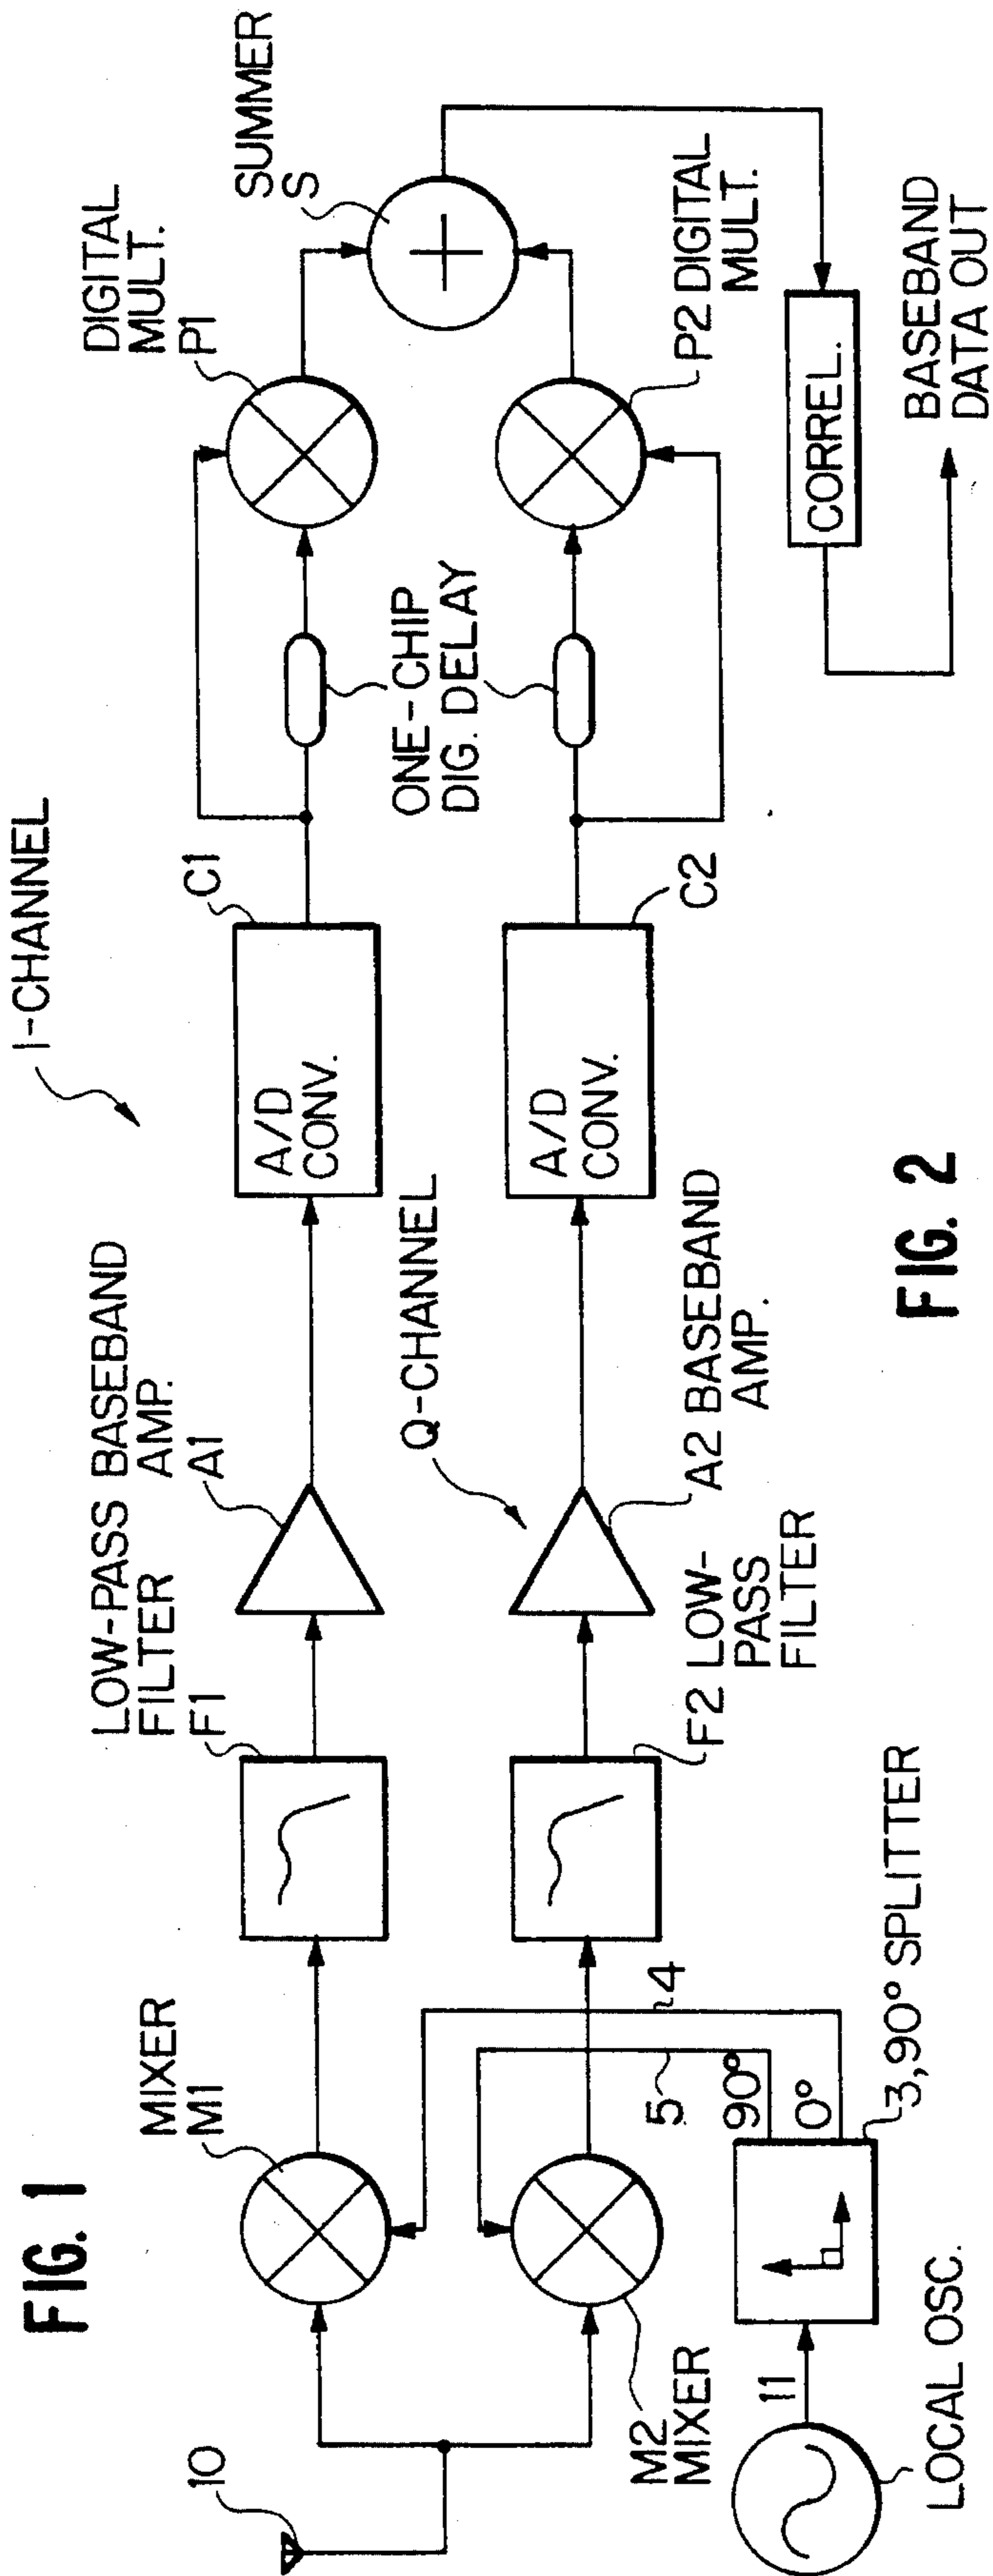 FIG. 1
10
MIXER
M1
LOW-PASS
FILTER
F1
BASEBAND
AMP.
A1
I-CHANNEL
C1
A/D
CONV.
DIGITAL
MULT.
P1
SUMMER
S
ONE-CHIP
DIG. DELAY
M2
MIXER
F2 LOW-
PASS
FILTER
Q-CHANNEL
A2 BASEBAND
AMP.
A/D
CONV.
C2
P2 DIGITAL
MULT.
4
5
90°
0°
3,90° SPLITTER
11
LOCAL OSC.
CORREL.
BASEBAND
DATA OUT
FIG. 2